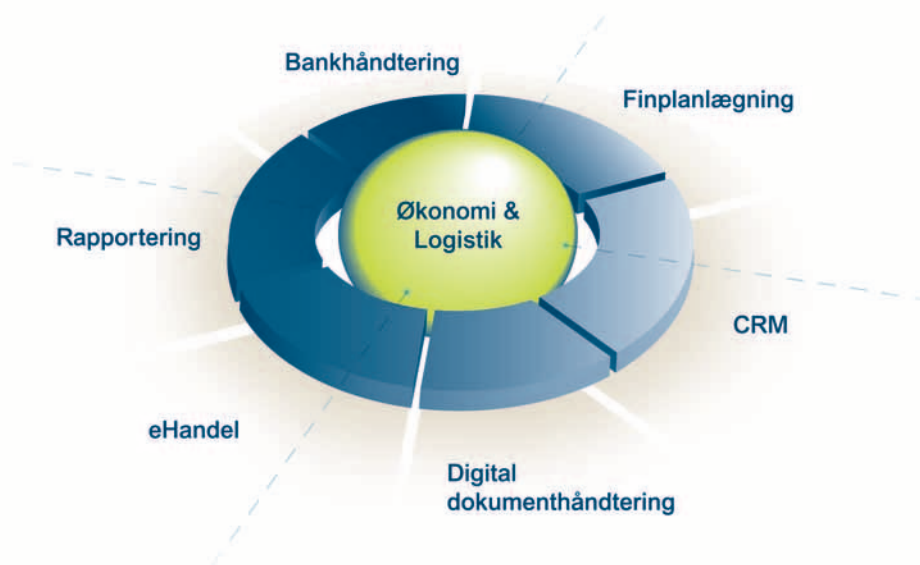 Bankhåndtering
Finplanlægning
Økonomi &
Logistik
Rapportering
CRM
eHandel
Digital
dokumenthåndtering